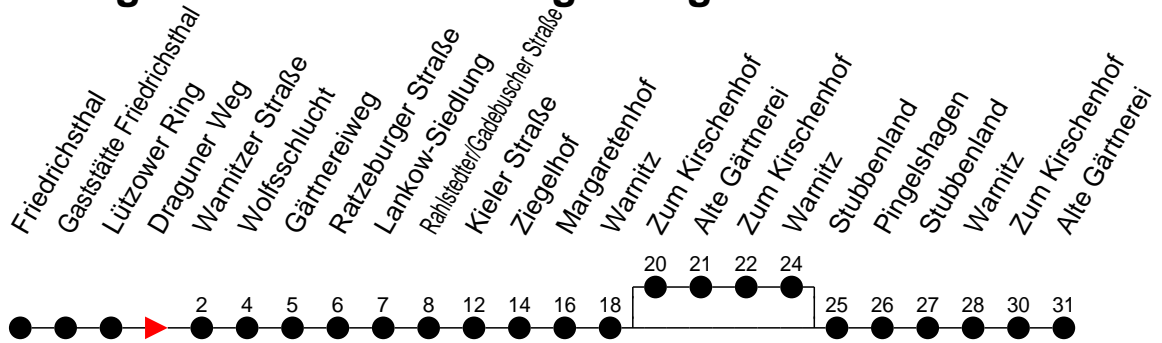 Friedrichsthal
Gaststätte Friedrichsthal
Lützower Ring
Draguner Weg
Warnitzer Straße
Wolfsschlucht
Gärtnereiweg
Ratzeburger Straße
Lankow-Siedlung
Rahlstedter/Gadebuscher Straße
Kieler Straße
Ziegelhof
Margaretenhof
Warnitz
Zum Kirschenhof
Alte Gärtnerei
Zum Kirschenhof
Warnitz
Stubbenland
Pingelshagen
Stubbenland
Warnitz
Zum Kirschenhof
Alte Gärtnerei
20 21 22 24
2 4 5 6 7 8 12 14 16 18 25 26 27 28 30 31